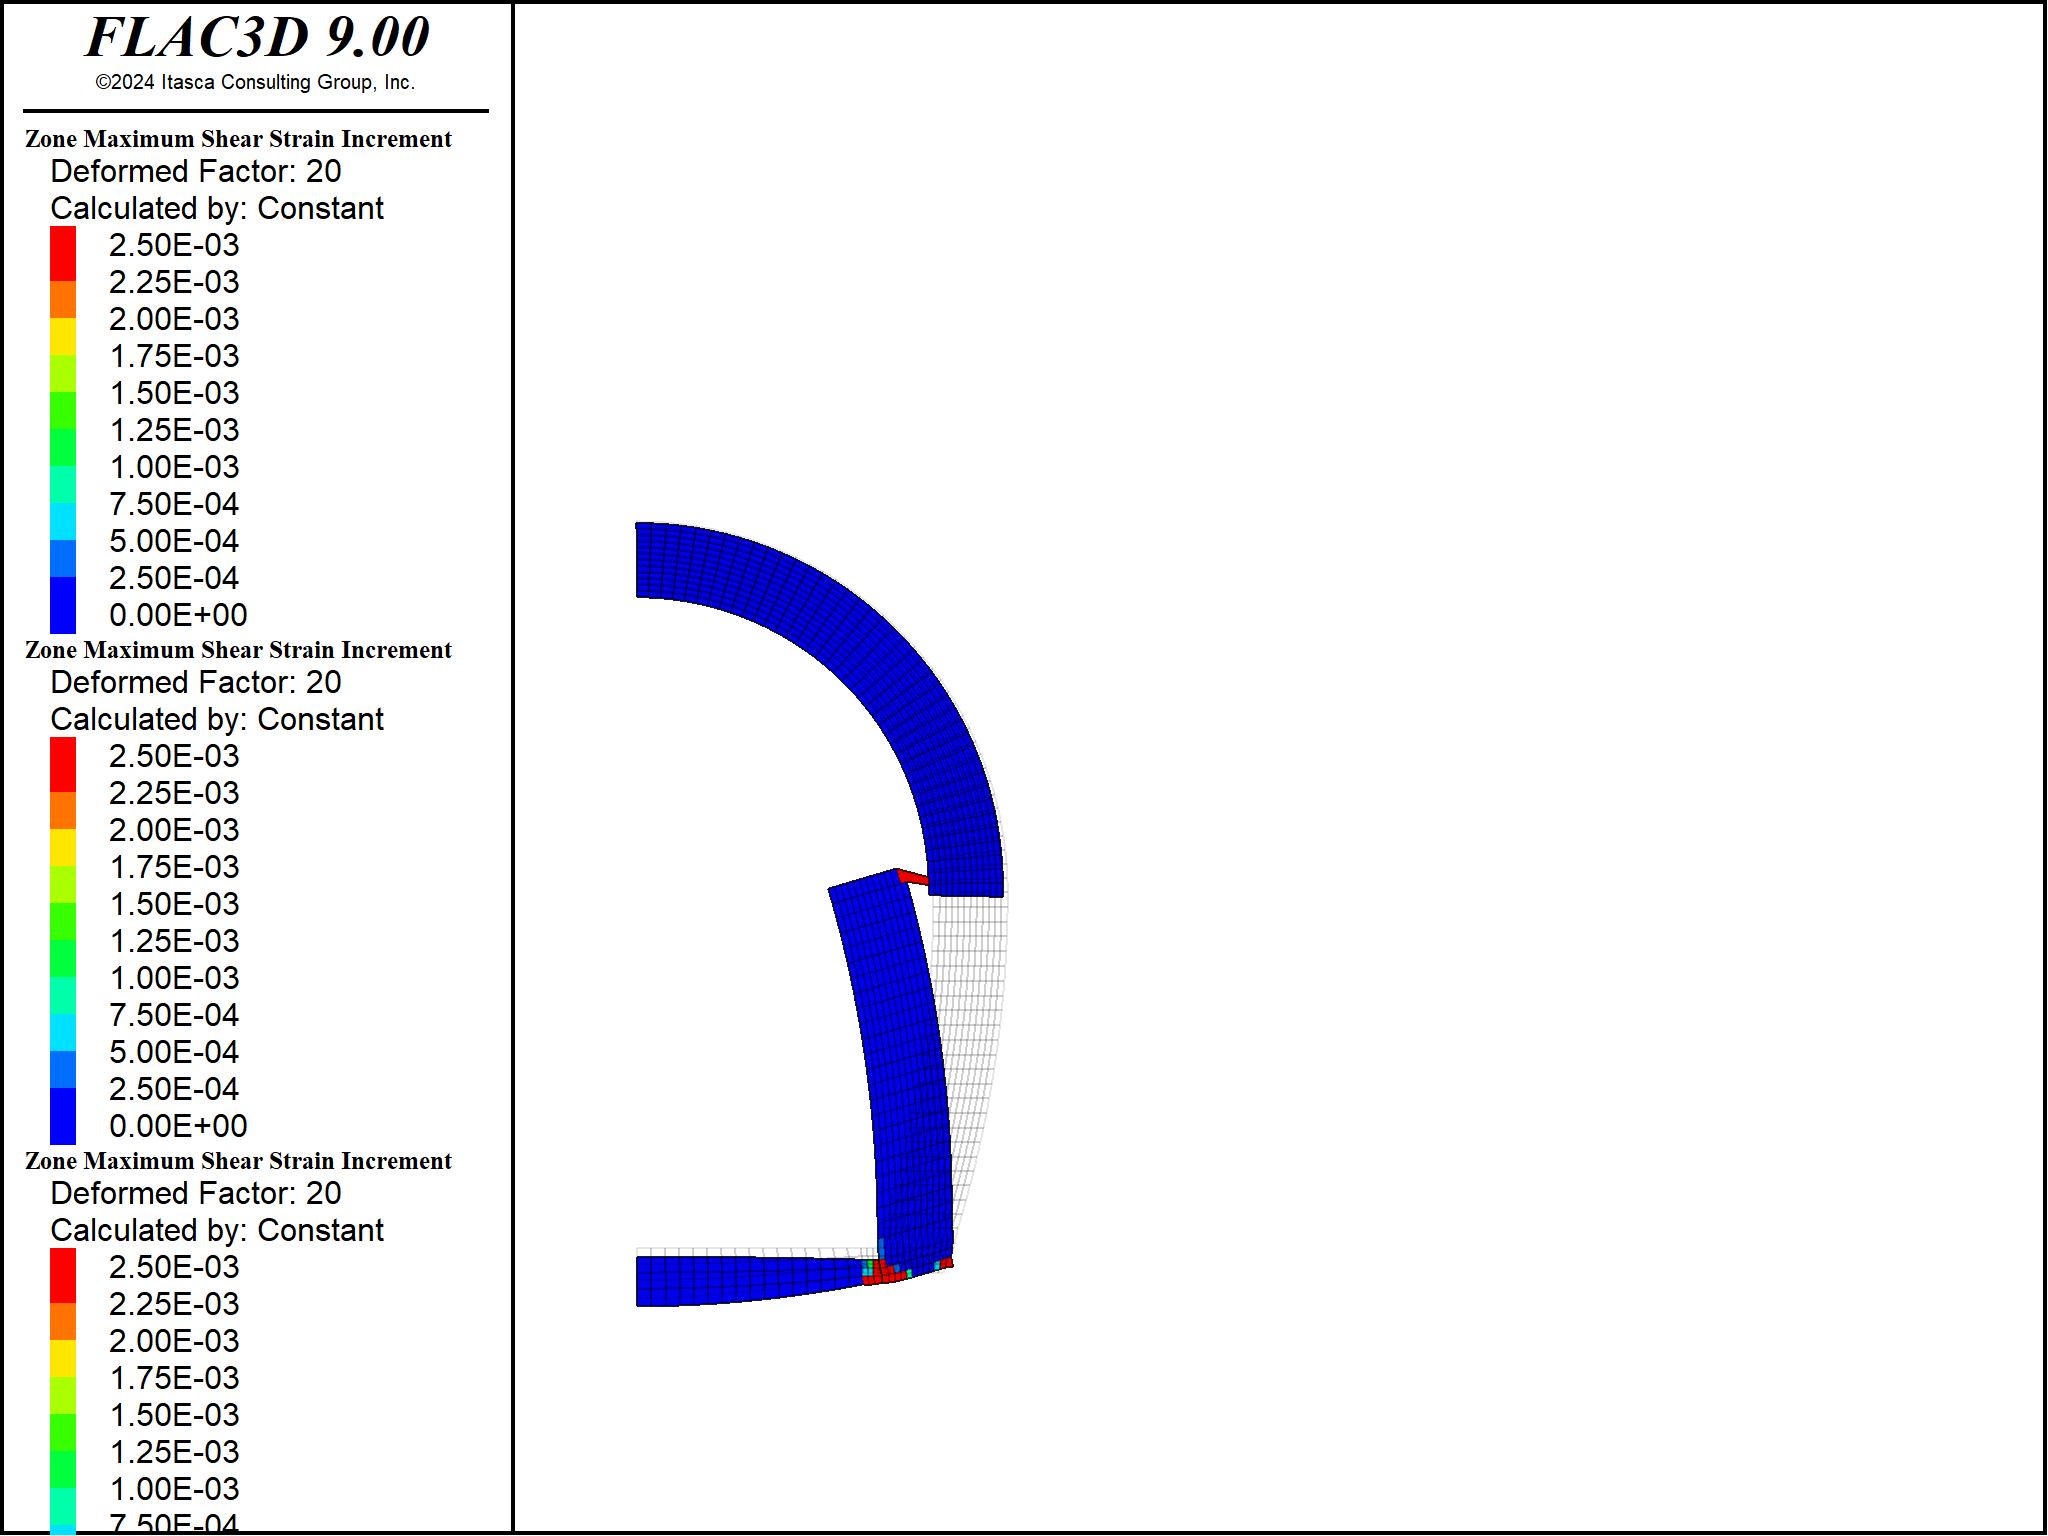 FLAC3D 9.00
©2024 Itasca Consulting Group, Inc.
Zone Maximum Shear Strain Increment
Deformed Factor: 20
Calculated by: Constant
2.50E-03
2.25E-03
2.00E-03
1.75E-03
1.50E-03
1.25E-03
1.00E-03
7.50E-04
5.00E-04
2.50E-04
0.00E+00
Zone Maximum Shear Strain Increment
Deformed Factor: 20
Calculated by: Constant
2.50E-03
2.25E-03
2.00E-03
1.75E-03
1.50E-03
1.25E-03
1.00E-03
7.50E-04
5.00E-04
2.50E-04
0.00E+00
Zone Maximum Shear Strain Increment
Deformed Factor: 20
Calculated by: Constant
2.50E-03
2.25E-03
2.00E-03
1.75E-03
1.50E-03
1.25E-03
1.00E-03
7.50E-04